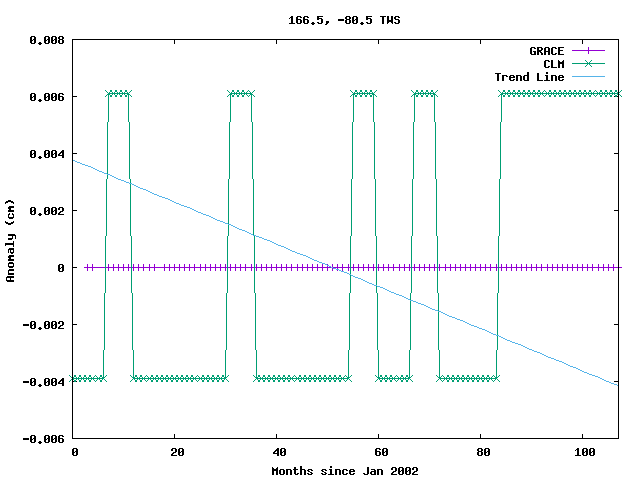 166.5, -80.5 TWS
0.008
0.006
0.004
0.002
0
-0.002
-0.004
-0.006
Anomaly (cm)
GRACE
CLM
Trend Line
0 20 40 60 80 100
Months since Jan 2002